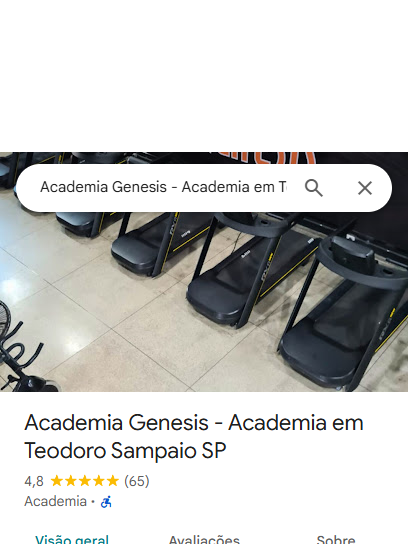 Academia Genesis - Academia em T
Academia Genesis - Academia em
Teodoro Sampaio SP
4,8 (65)
Academia ·
Visão geral Avaliações Sobre